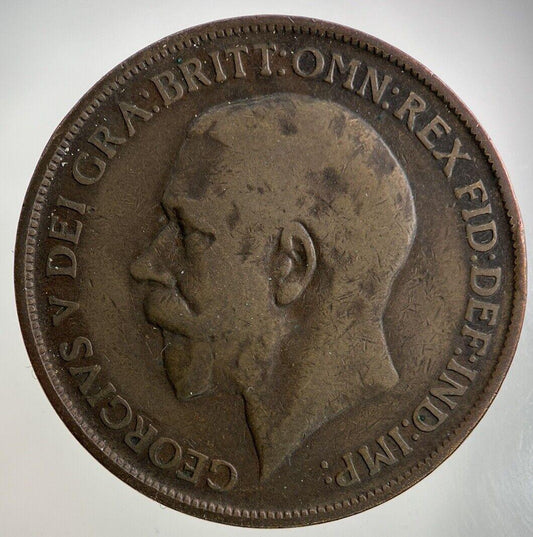 GEORGIVS V DEI GRA: BRITT: OMN: REX FID: DEF: IND: IMP: